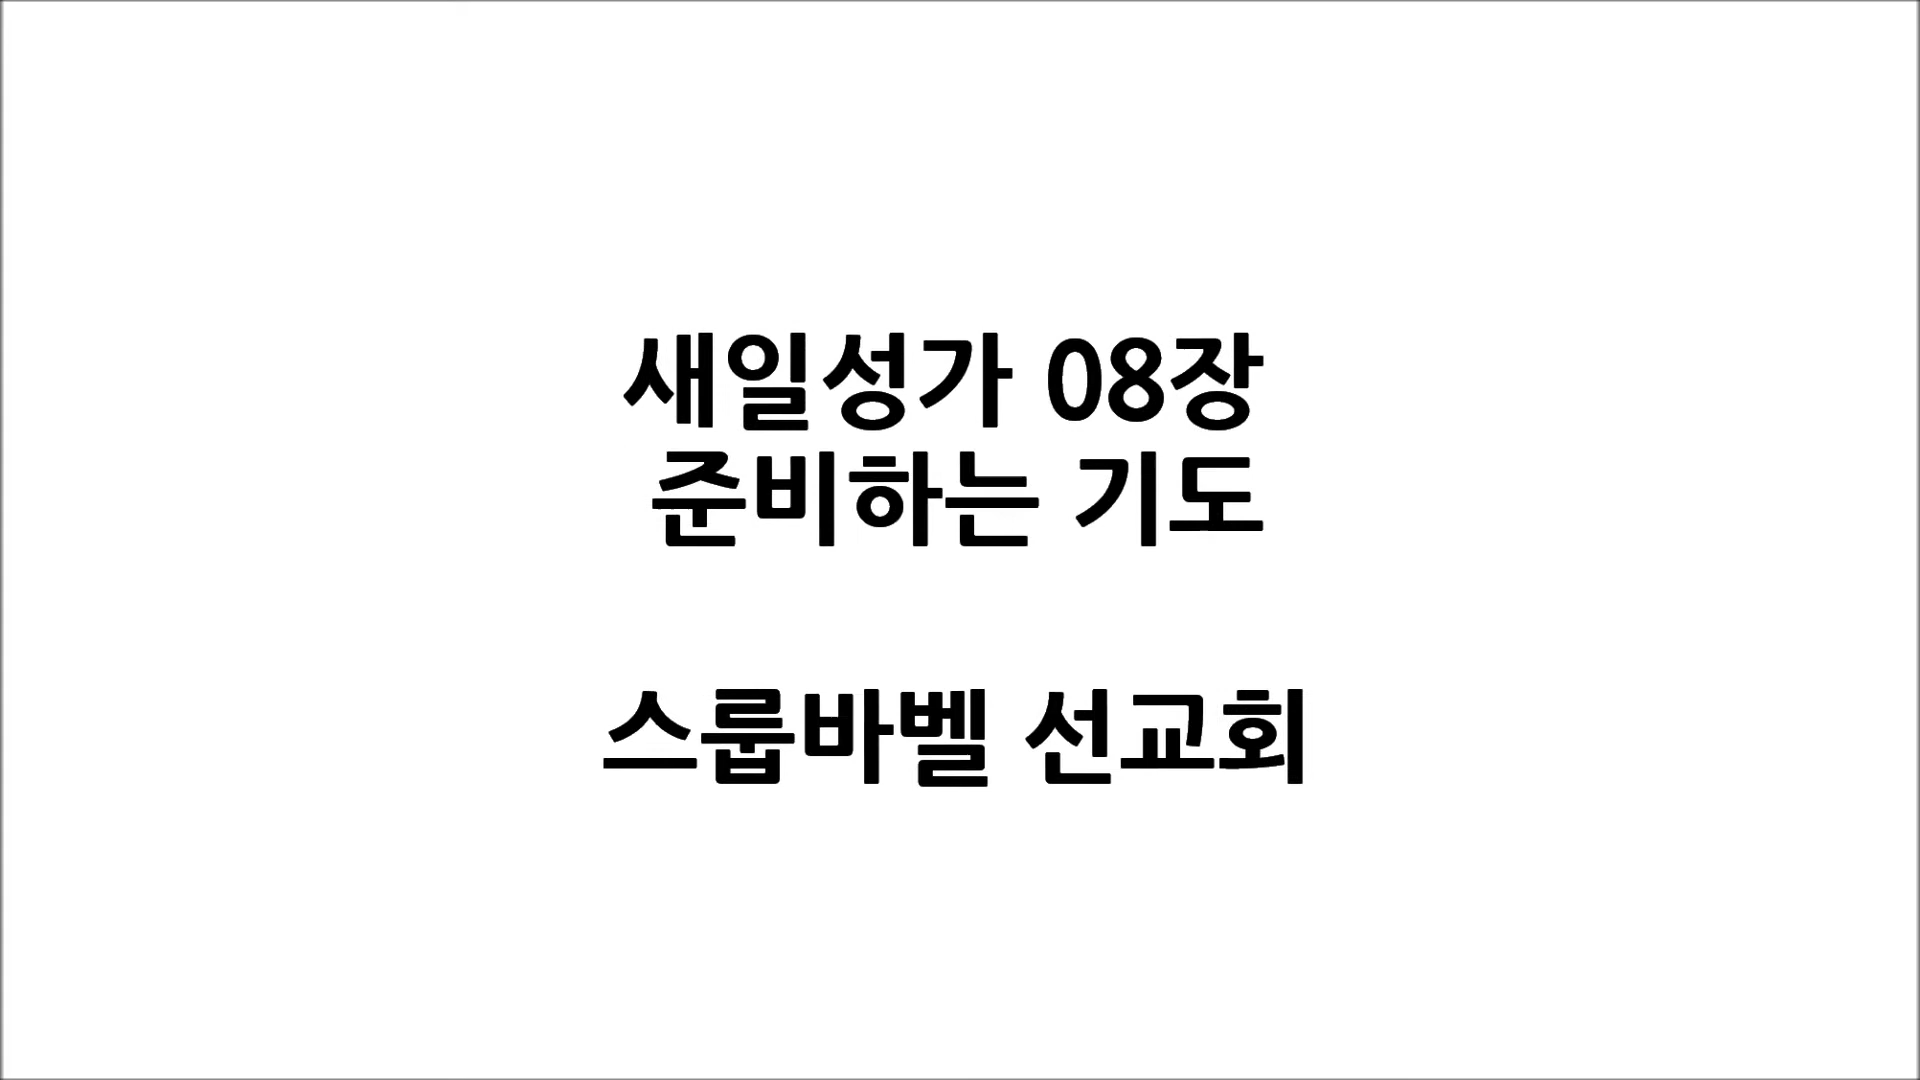 새일성가 08장
준비하는 기도
스룹바벨 선교회